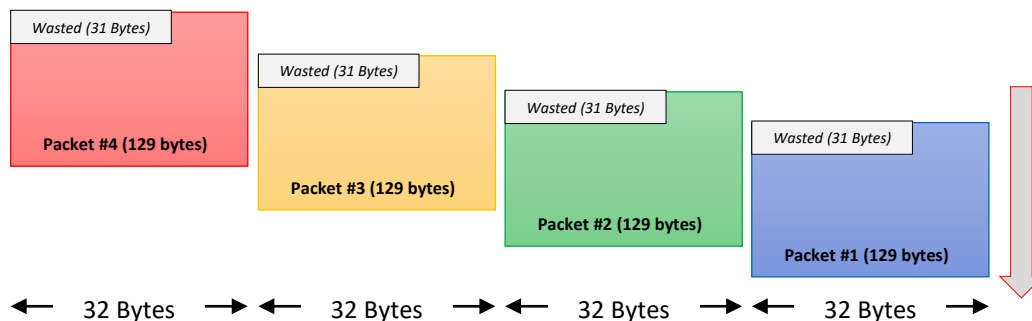 Wasted (31 Bytes)
Packet #4 (129 bytes)
Wasted (31 Bytes)
Packet #3 (129 bytes)
Wasted (31 Bytes)
Packet #2 (129 bytes)
Wasted (31 Bytes)
Packet #1 (129 bytes)
32 Bytes
32 Bytes
32 Bytes
32 Bytes